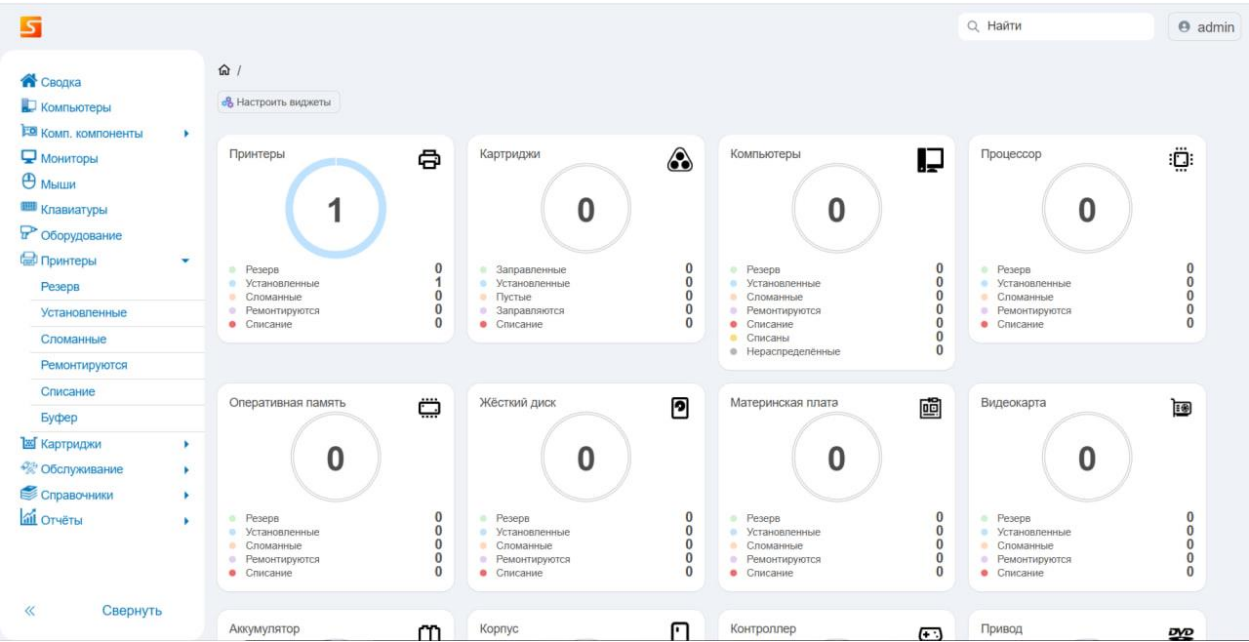 Найти
admin
Сводка
Компьютеры
Комп. компоненты
Мониторы
Мыши
Клавиатуры
Оборудование
Принтеры
Резерв
Установленные
Сломанные
Ремонтируются
Списание
Буфер
Картриджи
Обслуживание
Справочники
Отчёты
Свернуть
/
Настроить виджеты
Принтеры
1
Резерв 0
Установленные 1
Сломанные 0
Ремонтируются 0
Списание 0
Картриджи
0
Заправленные 0
Установленные 0
Пустые 0
Заправляются 0
Списание 0
Компьютеры
0
Резерв 0
Установленные 0
Сломанные 0
Ремонтируются 0
Списание 0
Списаны 0
Нераспределённые 0
Процессор
0
Резерв 0
Установленные 0
Сломанные 0
Ремонтируются 0
Списание 0
Оперативная память
0
Резерв 0
Установленные 0
Сломанные 0
Ремонтируются 0
Списание 0
Жёсткий диск
0
Резерв 0
Установленные 0
Сломанные 0
Ремонтируются 0
Списание 0
Материнская плата
0
Резерв 0
Установленные 0
Сломанные 0
Ремонтируются 0
Списание 0
Видеокарта
0
Резерв 0
Установленные 0
Сломанные 0
Ремонтируются 0
Списание 0
Аккумулятор
Корпус
Контроллер
Привод
DVD